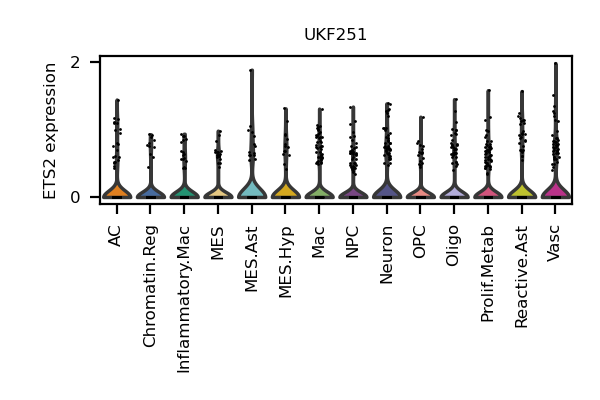 UKF251
2
0
ETS2 expression
AC
Chromatin.Reg
Inflammatory.Mac
MES
MES.Ast
MES.Hyp
Mac
NPC
Neuron
OPC
Oligo
Prolif.Metab
Reactive.Ast
Vasc